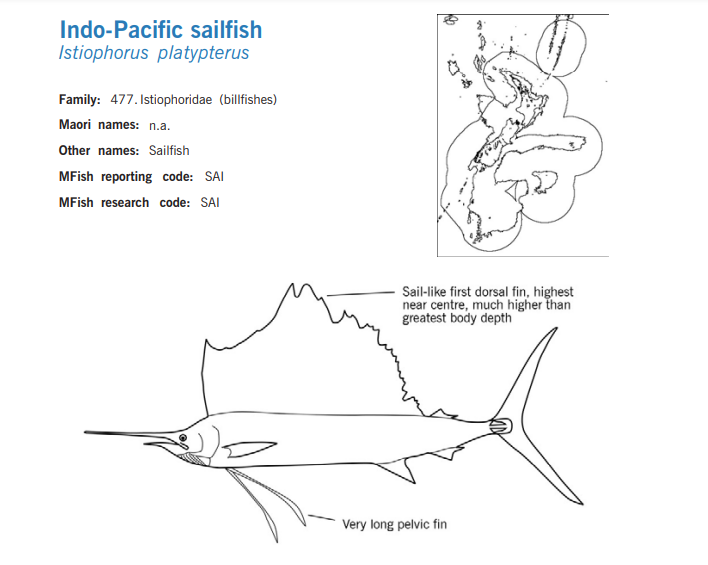 Indo-Pacific sailfish
Istiophorus platypterus
Family: 477. Istiophoridae (billfishes)
Maori names: n.a.
Other names: Sailfish
MFish reporting code: SAI
MFish research code: SAI
Sail-like first dorsal fin, highest
near centre, much higher than
greatest body depth
Very long pelvic fin